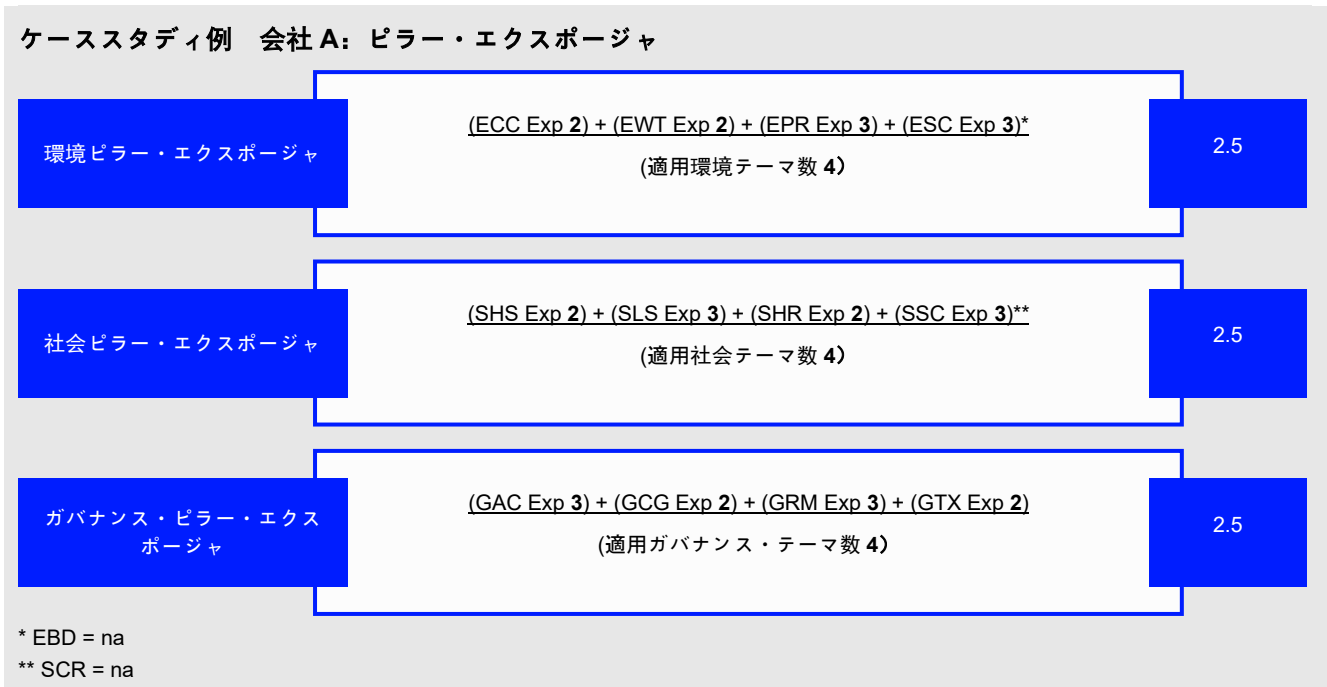 ケーススタディ例　会社 A：ピラー・エクスポージャ
環境ピラー・エクスポージャ
(ECC Exp 2) + (EWT Exp 2) + (EPR Exp 3) + (ESC Exp 3)*
(適用環境テーマ数 4）
2.5
社会ピラー・エクスポージャ
(SHS Exp 2) + (SLS Exp 3) + (SHR Exp 2) + (SSC Exp 3)**
(適用社会テーマ数 4）
2.5
ガバナンス・ピラー・エクス
ポージャ
(GAC Exp 3) + (GCG Exp 2) + (GRM Exp 3) + (GTX Exp 2)
(適用ガバナンス・テーマ数 4）
2.5
* EBD = na
** SCR = na